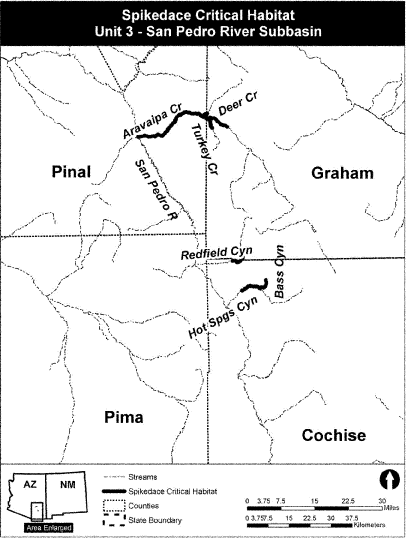 Spikedace Critical Habitat
Unit 3 - San Pedro River Subbasin
Deer Cr
Aravaipa Cr
Turkey Cr
Pinal
San Pedro R
Graham
Redfield Cyn
Bass Cyn
Hot Spgs Cyn
Pima
Cochise
AZ
NM
Area Enlarged
Streams
Spikedace Critical Habitat
Counties
State Boundary
0 3.75 7.5 15 22.5 30
Miles
0 3.757.5 15 22.5 30 37.5
Kilometers